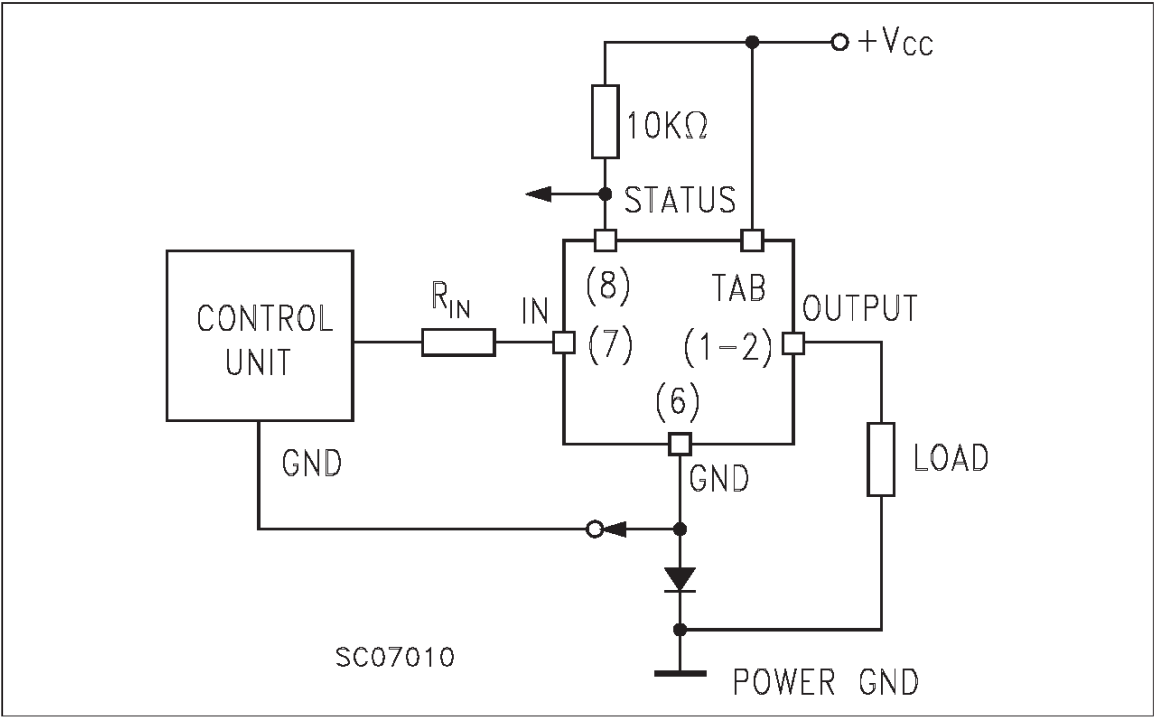 +VCC
10KΩ
STATUS
(8)
TAB
CONTROL
UNIT
RIN
IN
(7)
(1-2)
OUTPUT
(6)
GND
GND
LOAD
SC07010
POWER GND